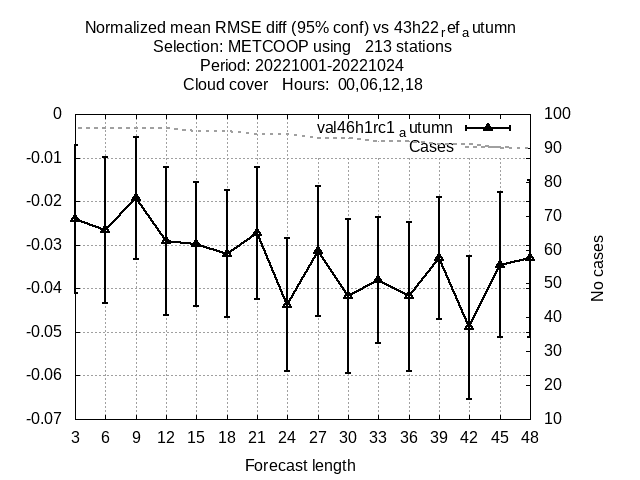 Normalized mean RMSE diff (95% conf) vs 43h22ᵣefₐutumn
Selection: METCOOP using   213 stations
Period: 20221001-20221024
Cloud cover   Hours:  00,06,12,18
0
-0.01
-0.02
-0.03
-0.04
-0.05
-0.06
-0.07
100
90
80
70
60
50
40
30
20
10
val46h1rc1ₐutumn
Cases
No cases
3 6 9 12 15 18 21 24 27 30 33 36 39 42 45 48
Forecast length